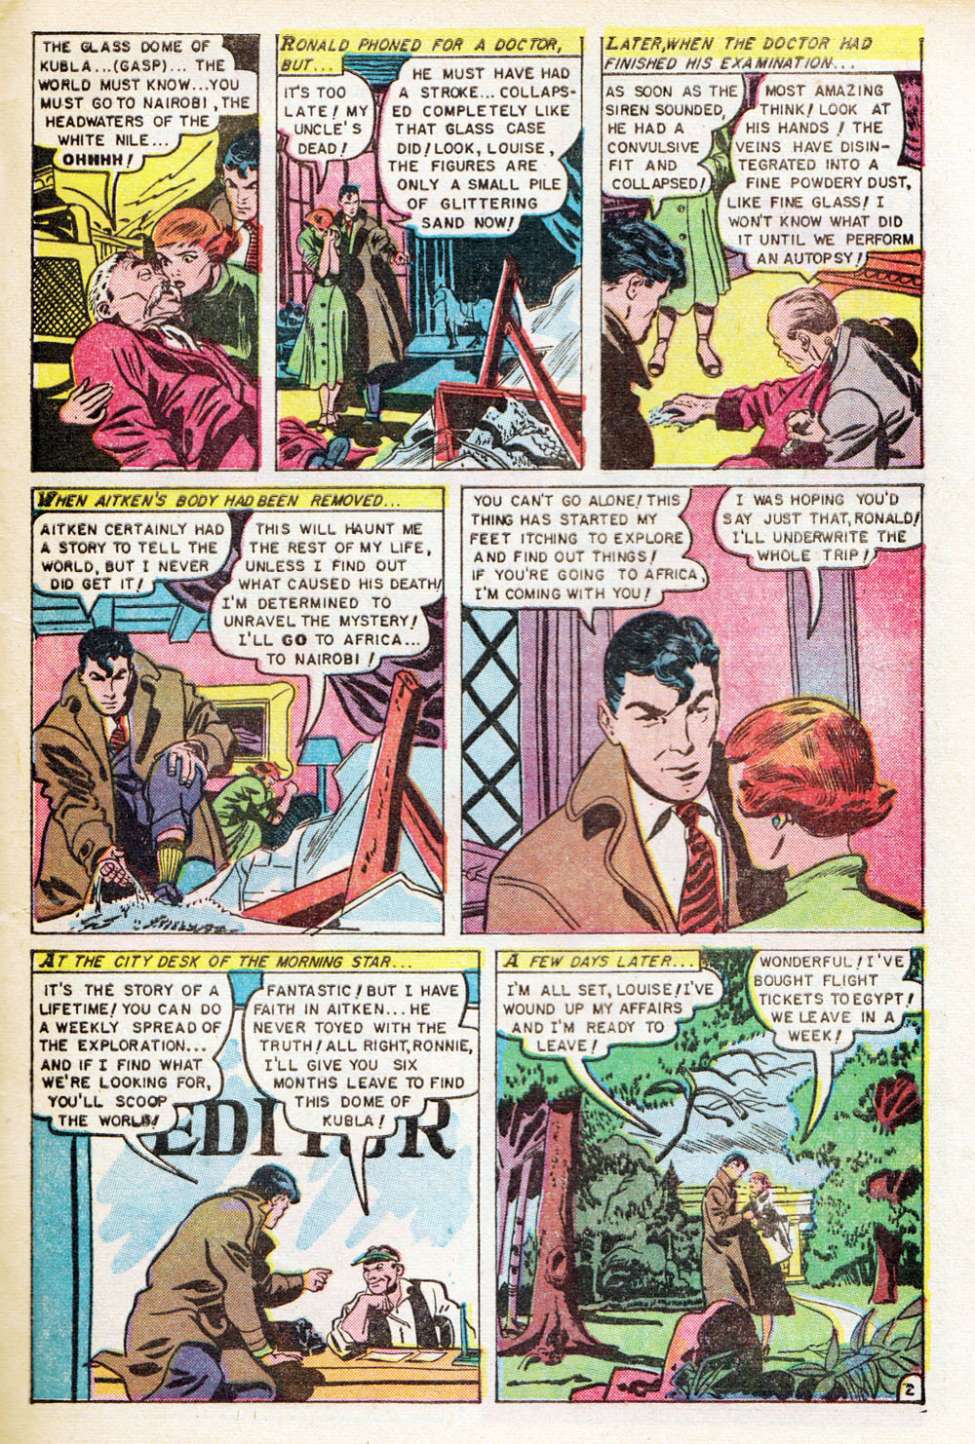 THE GLASS DOME OF
KUBLA...(GASP)... THE
WORLD MUST KNOW...YOU
MUST GO TO NAIROBI, THE
HEADWATERS OF THE
WHITE NILE...
OHHHH!
RONALD PHONED FOR A DOCTOR,
BUT...
IT'S TOO
LATE! MY
UNCLE'S
DEAD!
HE MUST HAVE HAD
A STROKE... COLLAPS-
ED COMPLETELY LIKE
THAT GLASS CASE
DID! LOOK, LOUISE,
THE FIGURES ARE
ONLY A SMALL PILE
OF GLITTERING
SAND NOW!
LATER, WHEN THE DOCTOR HAD
FINISHED HIS EXAMINATION...
AS SOON AS THE
SIREN SOUNDED,
HE HAD A
CONVULSIVE
FIT AND
COLLAPSED!
MOST AMAZING
THINK! LOOK AT
HIS HANDS! THE
VEINS HAVE DISIN-
TEGRATED INTO A
FINE POWDERY DUST,
LIKE FINE GLASS! I
WON'T KNOW WHAT DID
IT UNTIL WE PERFORM
AN AUTOPSY!
WHEN AITKEN'S BODY HAD BEEN REMOVED...
AITKEN CERTAINLY HAD
A STORY TO TELL THE
WORLD, BUT I NEVER
DID GET IT!
THIS WILL HAUNT ME
THE REST OF MY LIFE,
UNLESS I FIND OUT
WHAT CAUSED HIS DEATH!
I'M DETERMINED TO
UNRAVEL THE MYSTERY!
I'LL GO TO AFRICA...
TO NAIROBI!
YOU CAN'T GO ALONE! THIS
THING HAS STARTED MY
FEET ITCHING TO EXPLORE
AND FIND OUT THINGS!
IF YOU'RE GOING TO AFRICA,
I'M COMING WITH YOU!
I WAS HOPING YOU'D
SAY JUST THAT, RONALD!
I'LL UNDERWRITE THE
WHOLE TRIP!
AT THE CITY DESK OF THE MORNING STAR...
IT'S THE STORY OF A
LIFETIME! YOU CAN DO
A WEEKLY SPREAD OF
THE EXPLORATION...
AND IF I FIND WHAT
WE'RE LOOKING FOR,
YOU'LL SCOOP
THE WORLD!
FANTASTIC! BUT I HAVE
FAITH IN AITKEN... HE
NEVER TOYED WITH THE
TRUTH! ALL RIGHT, RONNIE,
I'LL GIVE YOU SIX
MONTHS LEAVE TO FIND
THIS DOME OF
KUBLA!
EDITOR
A FEW DAYS LATER...
I'M ALL SET, LOUISE! I'VE
WOUND UP MY AFFAIRS
AND I'M READY TO
LEAVE!
WONDERFUL! I'VE
BOUGHT FLIGHT
TICKETS TO EGYPT!
WE LEAVE IN A
WEEK!
2